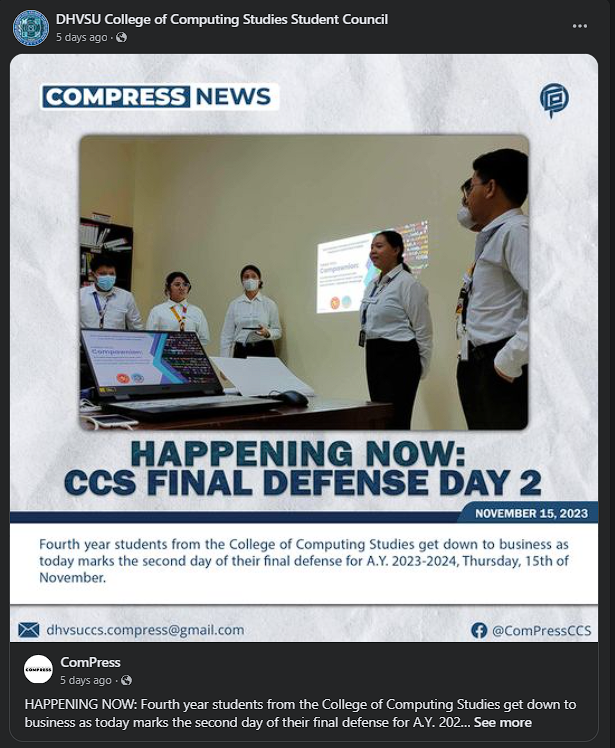 DHVSU College of Computing Studies Student Council
5 days ago ·
COMPRESS NEWS
HAPPENING NOW:
CCS FINAL DEFENSE DAY 2
NOVEMBER 15, 2023
Fourth year students from the College of Computing Studies get down to business as
today marks the second day of their final defense for A.Y. 2023-2024, Thursday, 15th of
November.
dhvsuccs.compress@gmail.com
@ComPressCCS
COMPRESS
ComPress
5 days ago ·
HAPPENING NOW: Fourth year students from the College of Computing Studies get down to
business as today marks the second day of their final defense for A.Y. 202... See more